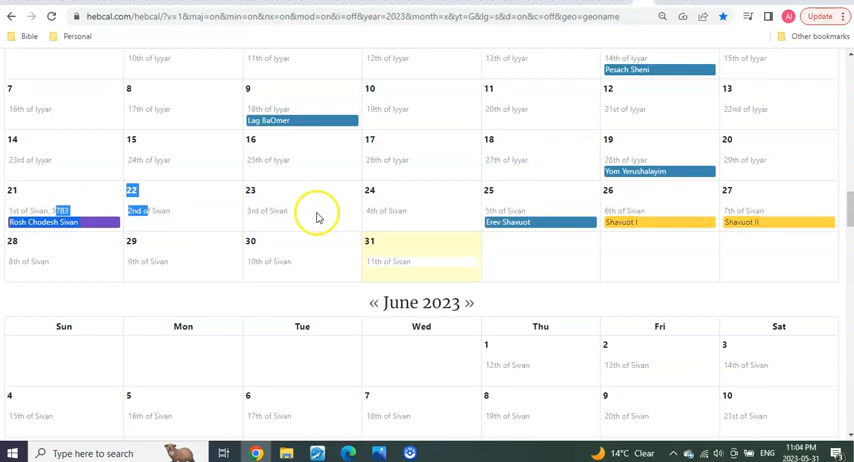 hebcal.com/hebcal/?v=1&maj=on&min=on&nx=on&mod=on&i=off&year=2023&month=x&yt=G&lg=s&d=on&c=off&geo=geoname
AI
Update
Bible
Personal
Other bookmarks
10th of Iyyar
11th of Iyyar
12th of Iyyar
13th of Iyyar
14th of Iyyar
15th of Iyyar
Pesach Sheni
7 8 9 10 11 12 13
16th of Iyyar
17th of Iyyar
18th of Iyyar
19th of Iyyar
20th of Iyyar
21st of Iyyar
22nd of Iyyar
Lag BaOmer
14 15 16 17 18 19 20
23rd of Iyyar
24th of Iyyar
25th of Iyyar
26th of Iyyar
27th of Iyyar
28th of Iyyar
29th of Iyyar
Yom Yerushalayim
21 22 23 24 25 26 27
1st of Sivan, 5783
2nd of Sivan
3rd of Sivan
4th of Sivan
5th of Sivan
6th of Sivan
7th of Sivan
Rosh Chodesh Sivan
Erev Shavuot
Shavuot I
Shavuot II
28 29 30 31
8th of Sivan
9th of Sivan
10th of Sivan
11th of Sivan
« June 2023 »
Sun Mon Tue Wed Thu Fri Sat
1 2 3
12th of Sivan
13th of Sivan
14th of Sivan
4 5 6 7 8 9 10
15th of Sivan
16th of Sivan
17th of Sivan
18th of Sivan
19th of Sivan
20th of Sivan
21st of Sivan
Type here to search
14°C Clear
ENG
11:04 PM
2023-05-31
3